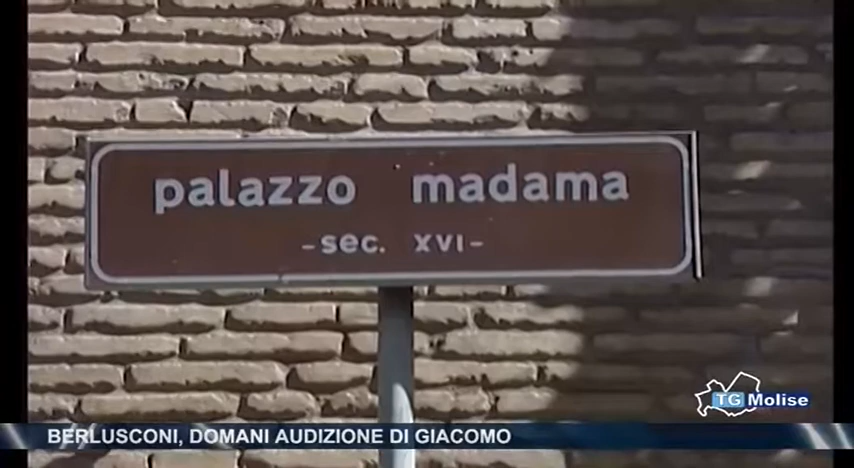 palazzo madama
-sec. XVI-
TG Molise
BERLUSCONI, DOMANI AUDIZIONE DI GIACOMO